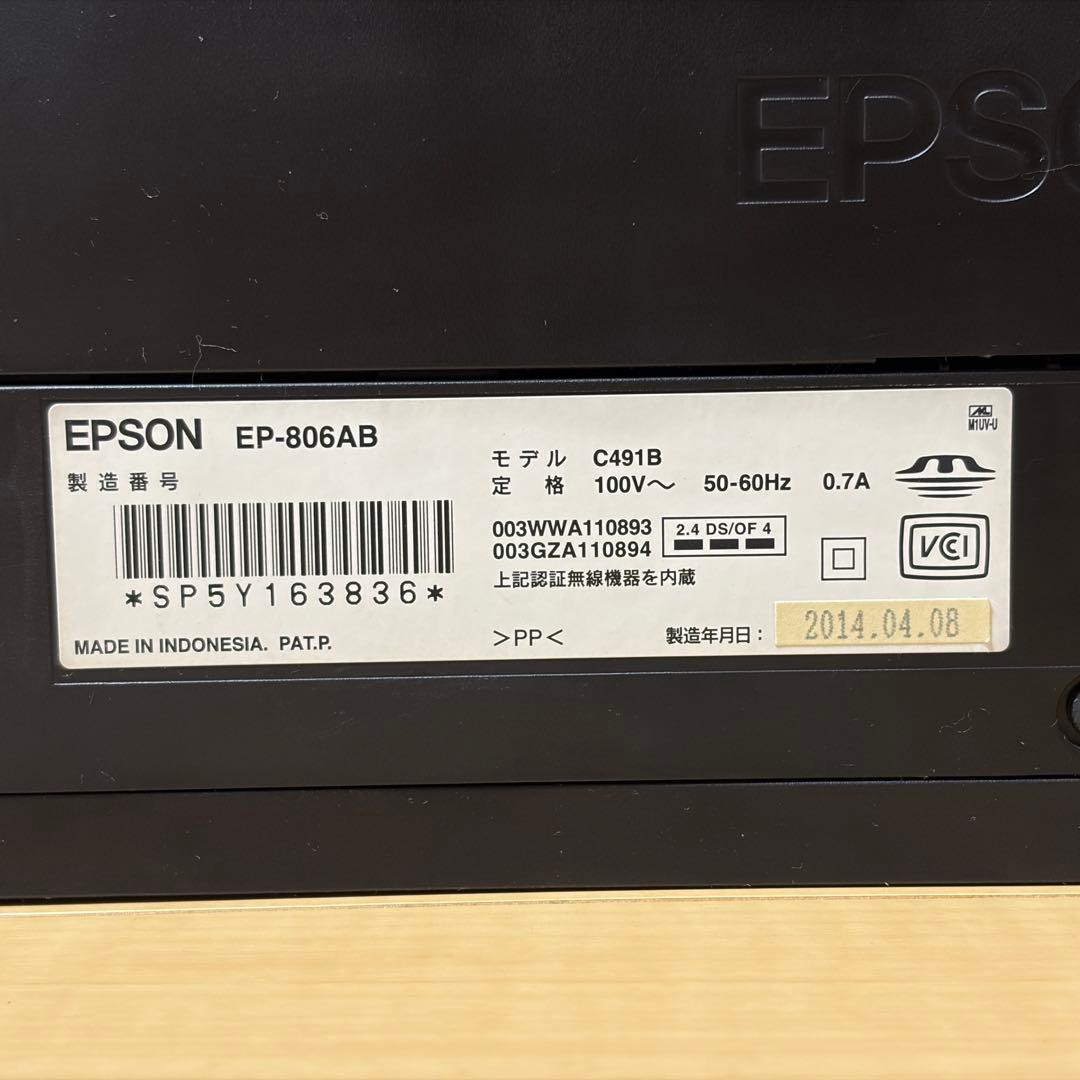 EPSO
EPSON EP-806AB
製造番号
*SP5Y163836*
MADE IN INDONESIA. PAT.P.
モデル C491B
定格 100V～ 50-60Hz 0.7A
003WWA110893
003GZA110894
2.4 DS/OF 4
上記認証無線機器を内蔵
>PP<
製造年月日：2014.04.08
M1UV-U
VCI